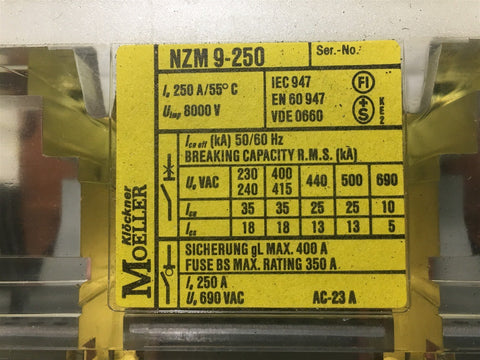 NZM 9-250
Ser.-No.
Iu 250 A/55° C
Uimp 8000 V
IEC 947
EN 60 947
VDE 0660
FI
+S
KEZ
Icu eff (kA) 50/60 Hz
BREAKING CAPACITY R.M.S. (kA)
Ue VAC 230 240 400 415 440 500 690
Icu 35 35 25 25 10
Ics 18 18 13 13 5
SICHERUNG gL MAX. 400 A
FUSE BS MAX. RATING 350 A
Ie 250 A
Ue 690 VAC AC-23 A
Klöckner
MOELLER